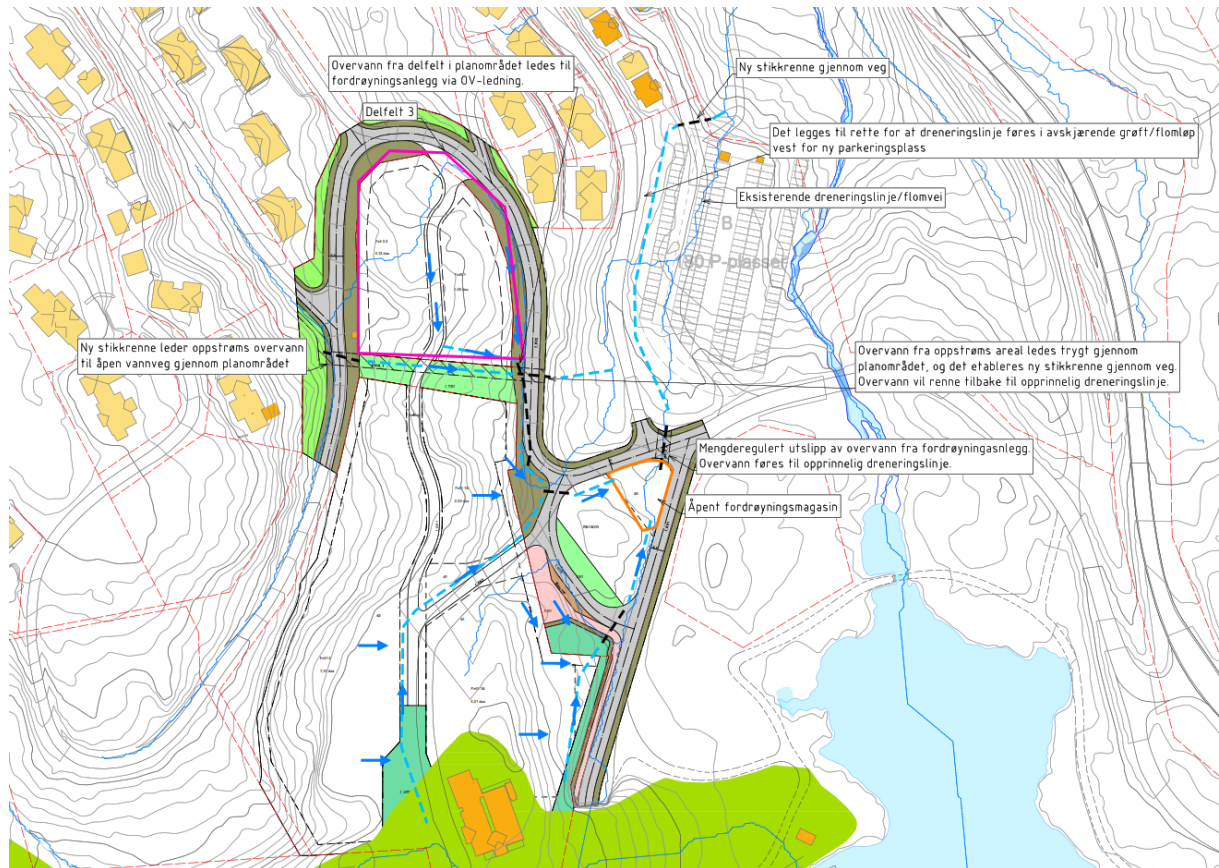 Overvann fra delfelt i planområdet ledes til
fordrøyningsanlegg via OV-ledning.
Delfelt 3
Ny stikkrenne gjennom veg
Det legges til rette for at dreneringslinje føres i avskjærende grøft/flomløp
vest for ny parkeringsplass
Eksisterende dreneringslinje/flomvei
B
180 P-plasser
Ny stikkrenne leder oppstrøms overvann
til åpen vannveg gjennom planområdet
Overvann fra oppstrøms areal ledes trygt gjennom
planområdet, og det etableres ny stikkrenne gjennom veg.
Overvann vil renne tilbake til opprinnelig dreneringslinje.
Mengderegulert utslipp av overvann fra fordrøyningasnlegg.
Overvann føres til opprinnelig dreneringslinje.
Åpent fordrøyningsmagasin